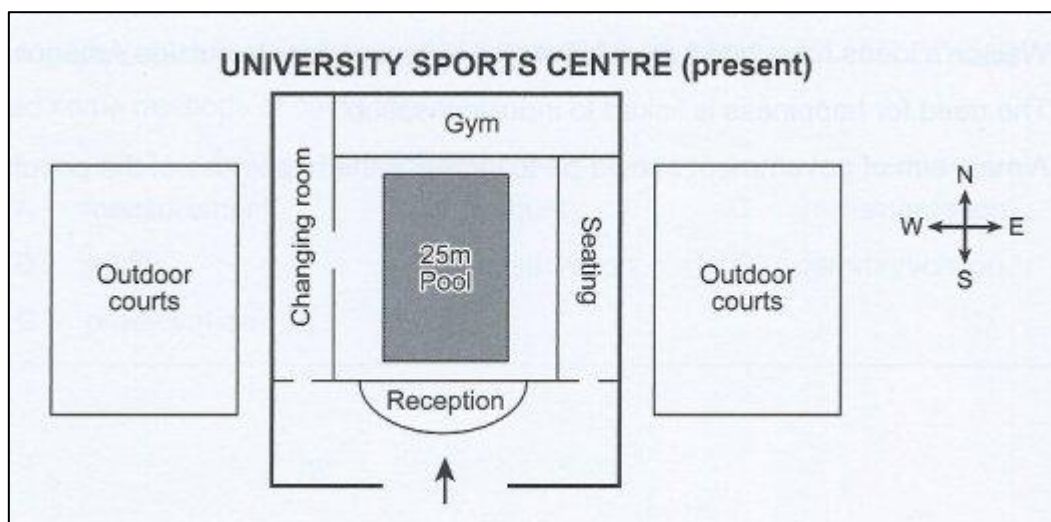 UNIVERSITY SPORTS CENTRE (present)
Gym
Changing room
25m
Pool
Seating
Outdoor
courts
Outdoor
courts
N
W E
S
Reception